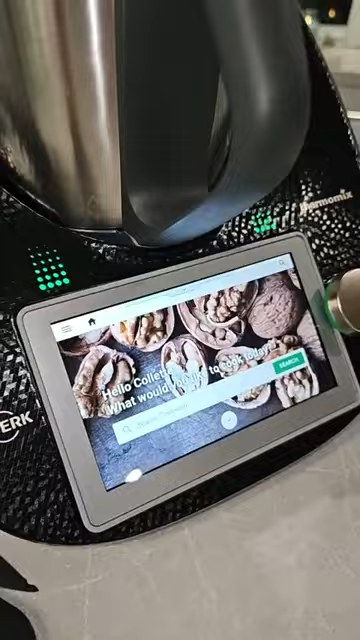 thermomix
Hello Collette
What would you like to cook today?
SEARCH
ERK